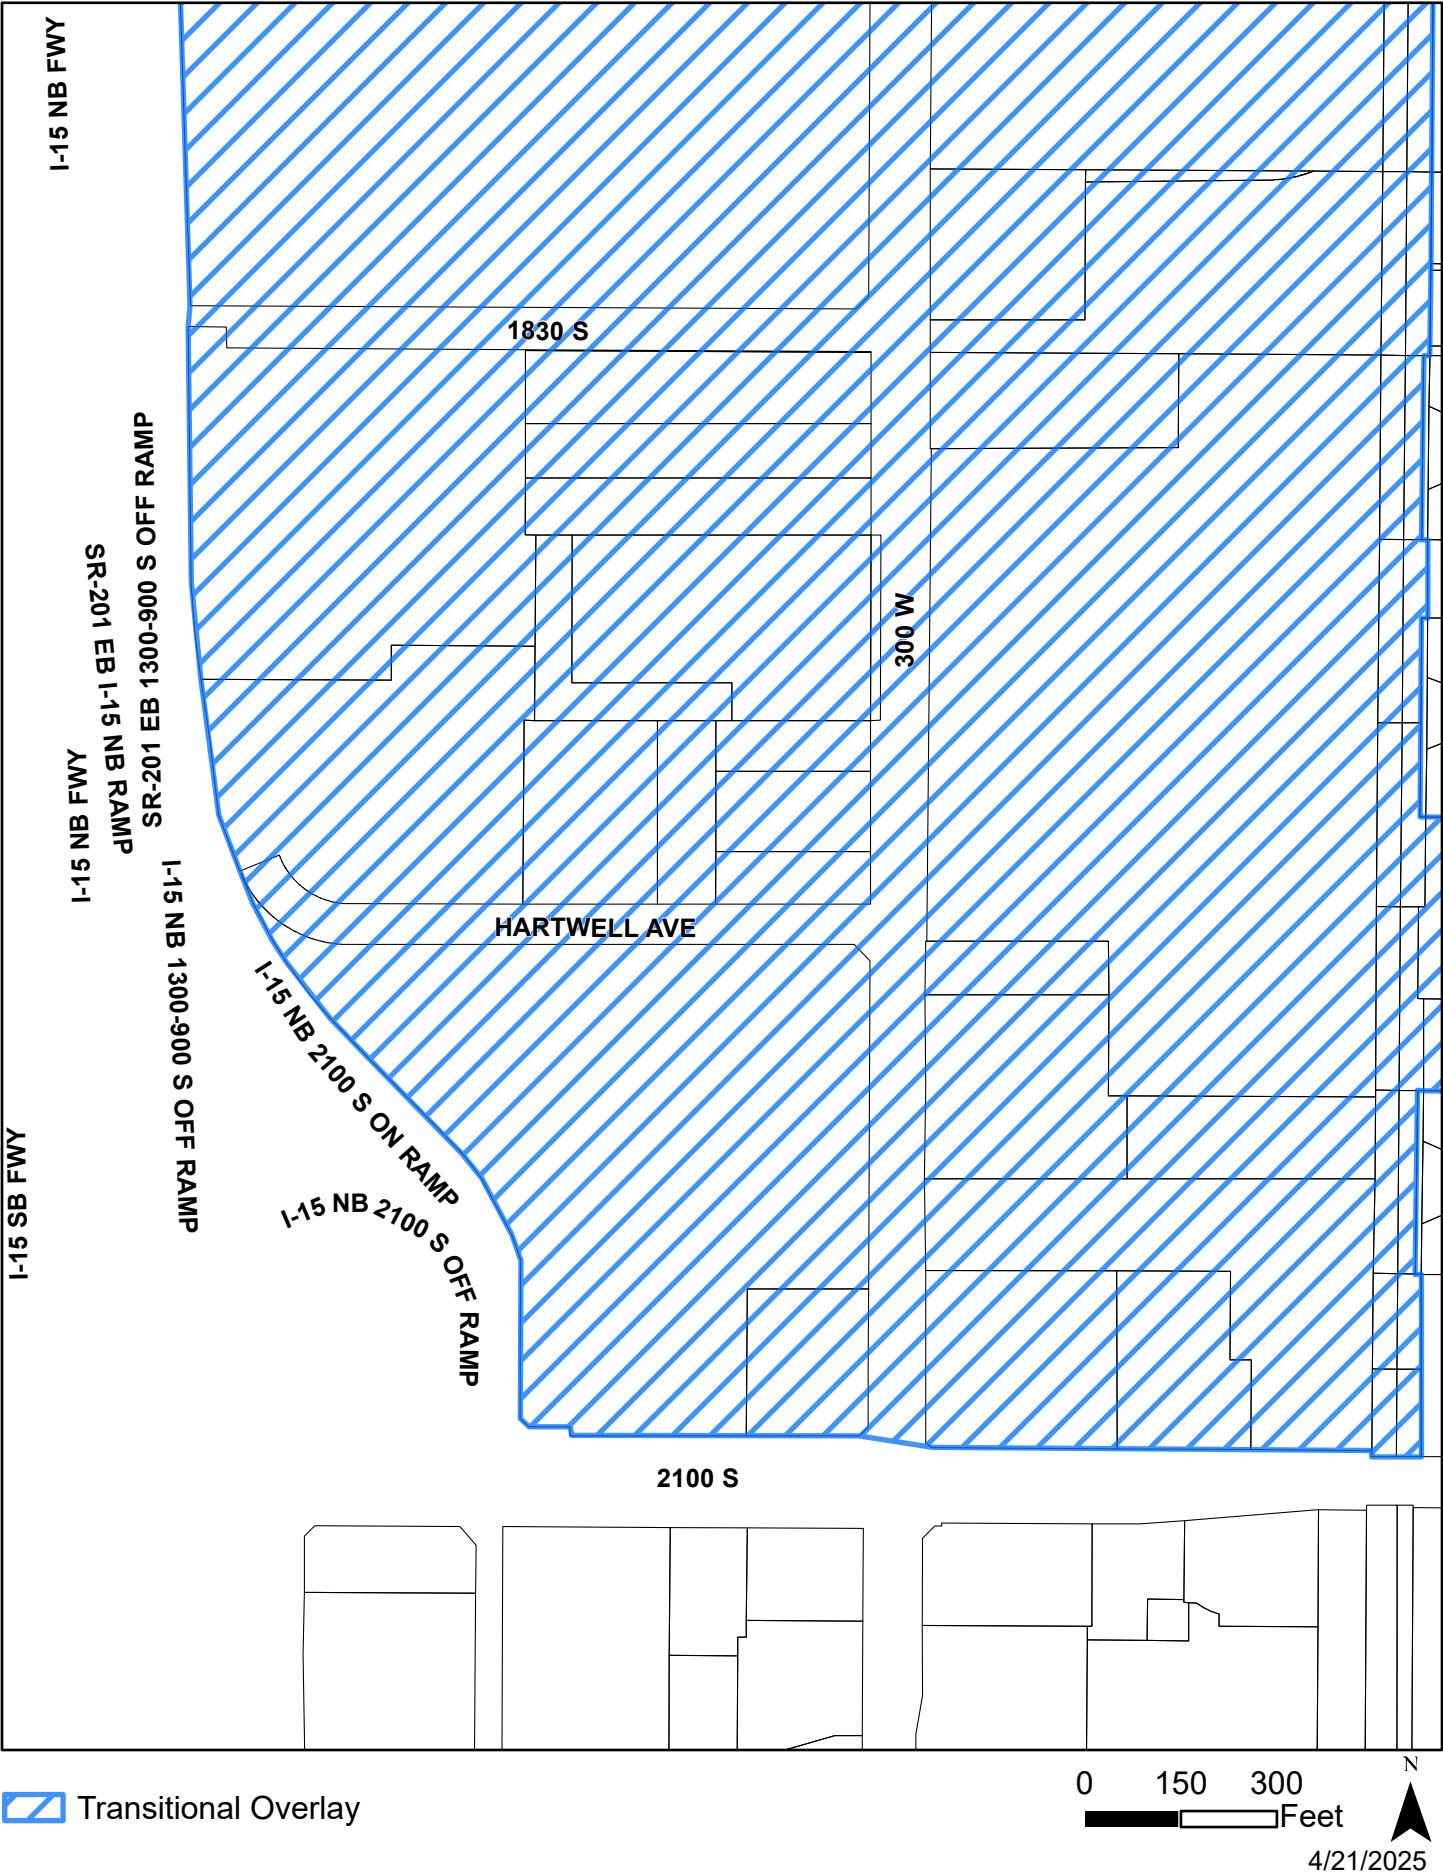 I-15 NB FWY
1830 S
SR-201 EB 1300-900 S OFF RAMP
SR-201 EB I-15 NB RAMP
300 W
I-15 NB FWY
I-15 NB 1300-900 S OFF RAMP
HARTWELL AVE
I-15 NB 2100 S ON RAMP
I-15 SB FWY
I-15 NB 2100 S OFF RAMP
2100 S
Transitional Overlay
0 150 300
Feet
N
4/21/2025